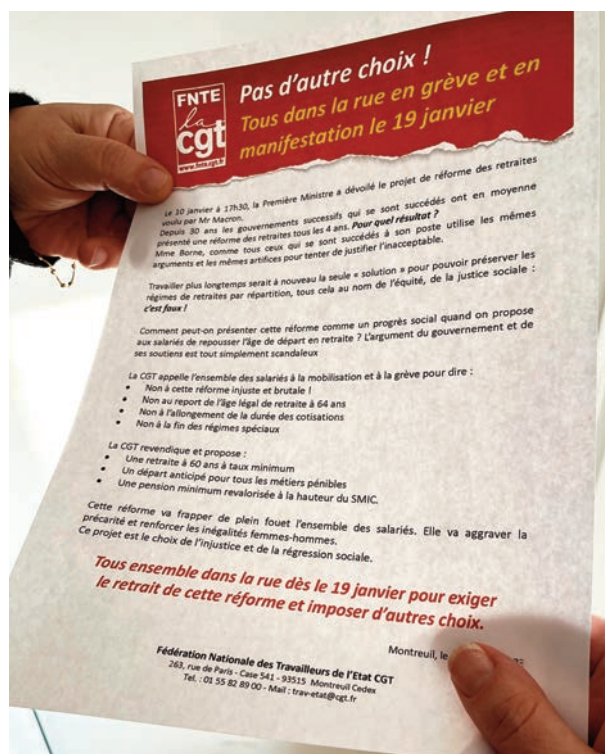 FNTE
la
cgt
www.fnte.cgt.fr
Pas d'autre choix !
Tous dans la rue en grève et en
manifestation le 19 janvier
Le 10 janvier à 17h30, la Première Ministre a dévoilé le projet de réforme des retraites
voulu par Mr Macron.
Depuis 30 ans les gouvernements successifs qui se sont succédés ont en moyenne
présenté une réforme des retraites tous les 4 ans. Pour quel résultat ?
Mme Borne, comme tous ceux qui se sont succédés à son poste utilise les mêmes
arguments et les mêmes artifices pour tenter de justifier l'inacceptable.
Travailler plus longtemps serait à nouveau la seule « solution » pour pouvoir préserver les
régimes de retraites par répartition, tous cela au nom de l'équité, de la justice sociale :
c'est faux !
Comment peut-on présenter cette réforme comme un progrès social quand on propose
aux salariés de repousser l'âge de départ en retraite ? L'argument du gouvernement et de
ses soutiens est tout simplement scandaleux
La CGT appelle l'ensemble des salariés à la mobilisation et à la grève pour dire :
• Non à cette réforme injuste et brutale !
• Non au report de l'âge légal de retraite à 64 ans
• Non à l'allongement de la durée des cotisations
• Non à la fin des régimes spéciaux
La CGT revendique et propose :
• Une retraite à 60 ans à taux minimum
• Un départ anticipé pour tous les métiers pénibles
• Une pension minimum revalorisée à la hauteur du SMIC.
Cette réforme va frapper de plein fouet l'ensemble des salariés. Elle va aggraver la
précarité et renforcer les inégalités femmes-hommes.
Ce projet est le choix de l'injustice et de la régression sociale.
Tous ensemble dans la rue dès le 19 janvier pour exiger
le retrait de cette réforme et imposer d'autres choix.
Montreuil, le
Fédération Nationale des Travailleurs de l'Etat CGT
263, rue de Paris - Case 541 - 93515 Montreuil Cedex
Tel. : 01 55 82 89 00 - Mail : trav-etat@cgt.fr